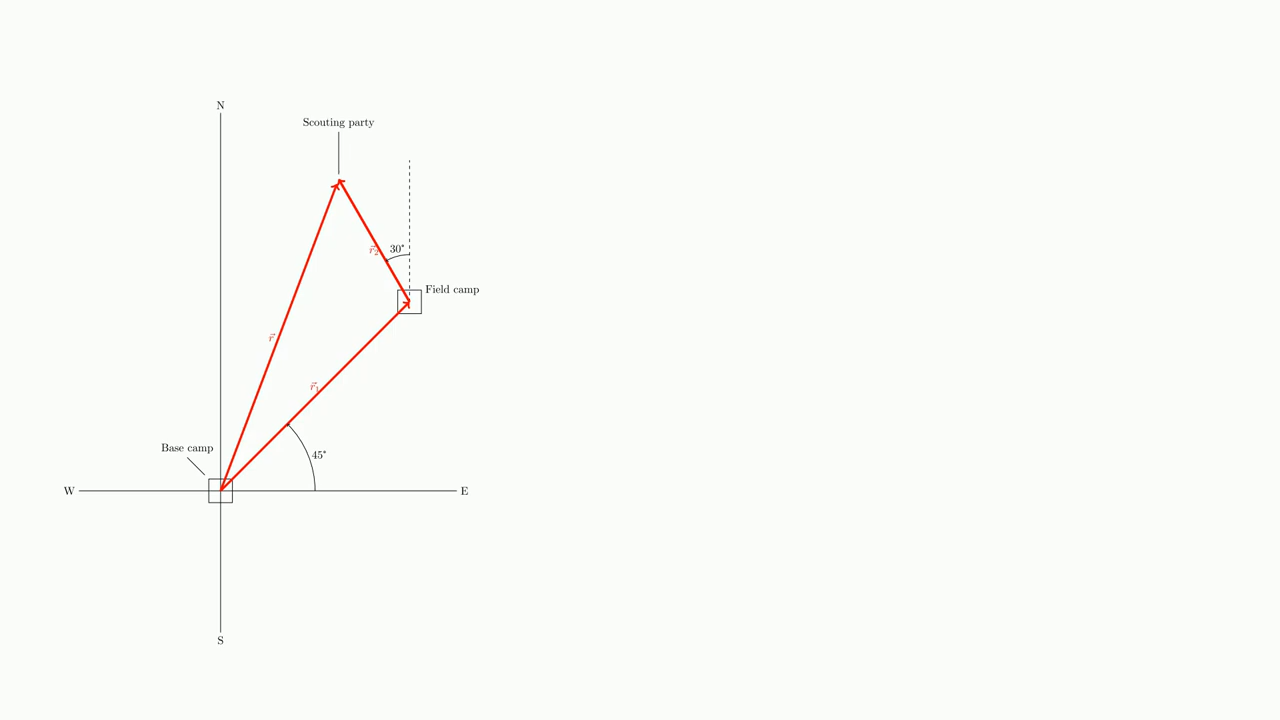 N
Scouting party
30°
r⃗₂
Field camp
r⃗
r⃗₁
Base camp
45°
W
E
S